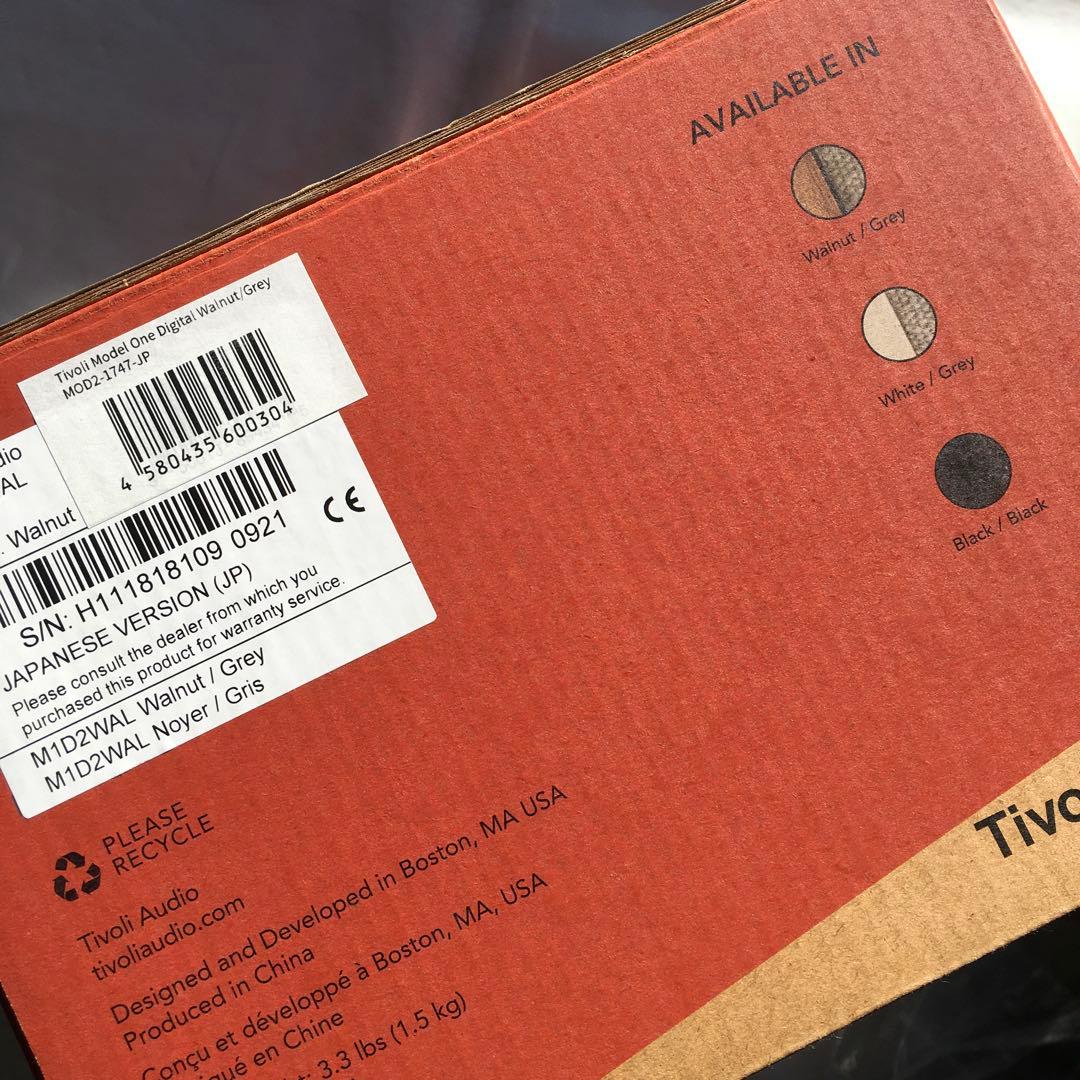 AVAILABLE IN
Walnut / Grey
White / Grey
Black / Black
Tivoli Model One Digital Walnut/Grey
MOD2-1747-JP
4 580435 600304
dio
AL
. Walnut
CE
S/N: H111818109 0921
JAPANESE VERSION (JP)
Please consult the dealer from which you
purchased this product for warranty service.
M1D2WAL Walnut / Grey
M1D2WAL Noyer / Gris
PLEASE
RECYCLE
Tivoli Audio
tivoliaudio.com
Designed and Developed in Boston, MA USA
Produced in China
Conçu et développé à Boston, MA, USA
qué en Chine
: 3.3 lbs (1.5 kg)
Tivo